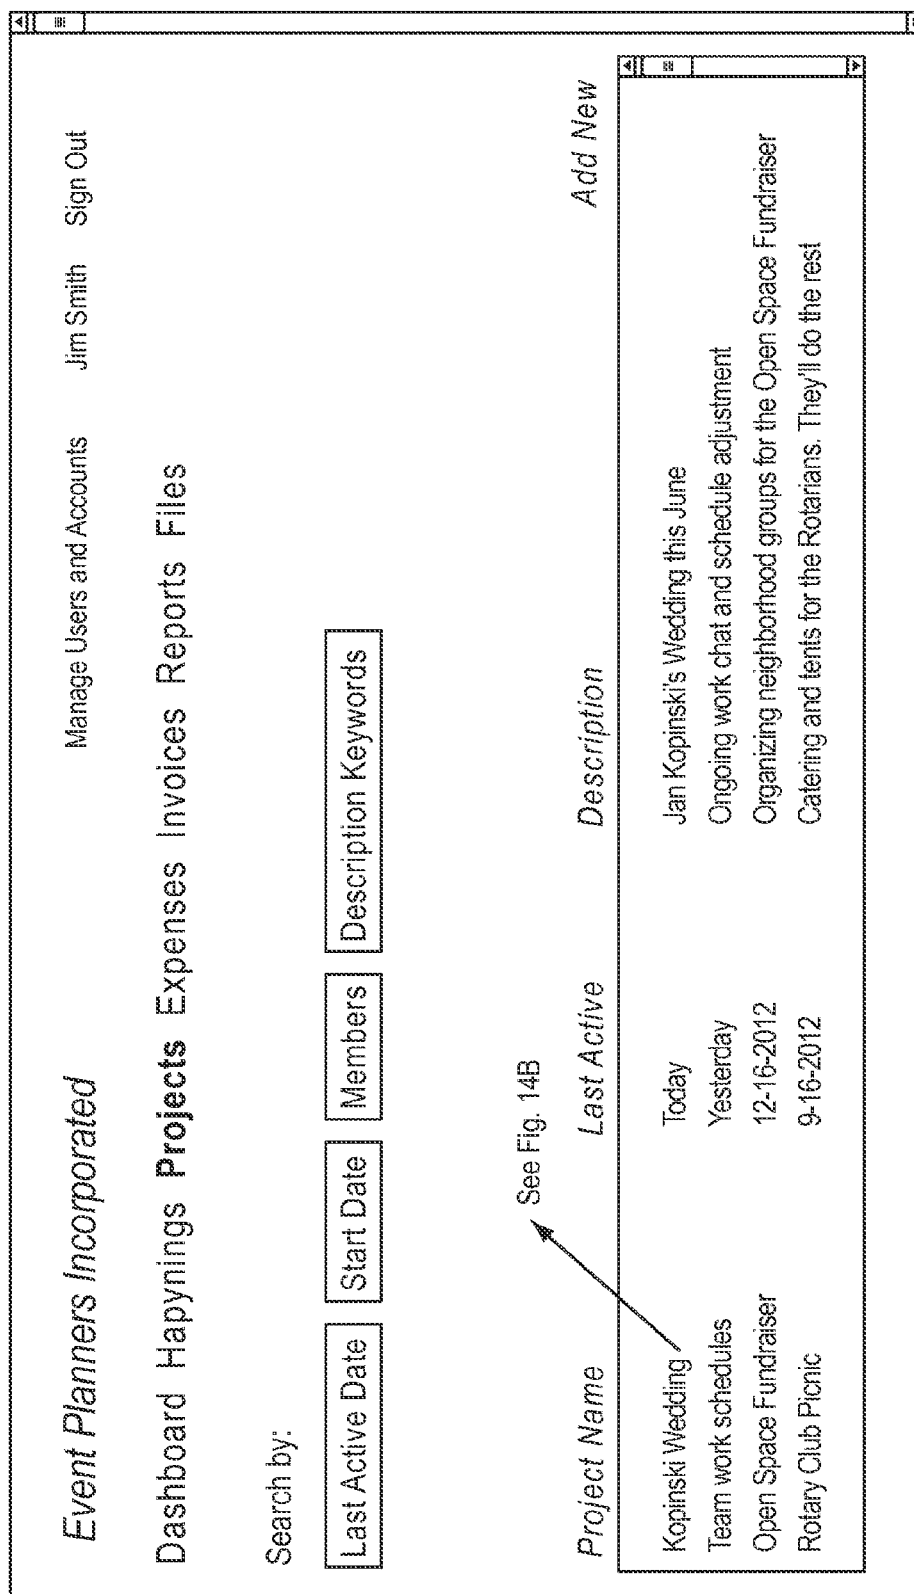 Event Planners Incorporated Manage Users and Accounts Jim Smith Sign Out
Dashboard Hapynings Projects Expenses Invoices Reports Files
Search by:
Last Active Date Start Date Members Description Keywords
See Fig. 14B
Project Name Last Active Description Add New
Kopinski Wedding Today Jan Kopinski's Wedding this June
Team work schedules Yesterday Ongoing work chat and schedule adjustment
Open Space Fundraiser 12-16-2012 Organizing neighborhood groups for the Open Space Fundraiser
Rotary Club Picnic 9-16-2012 Catering and tents for the Rotarians. They'll do the rest